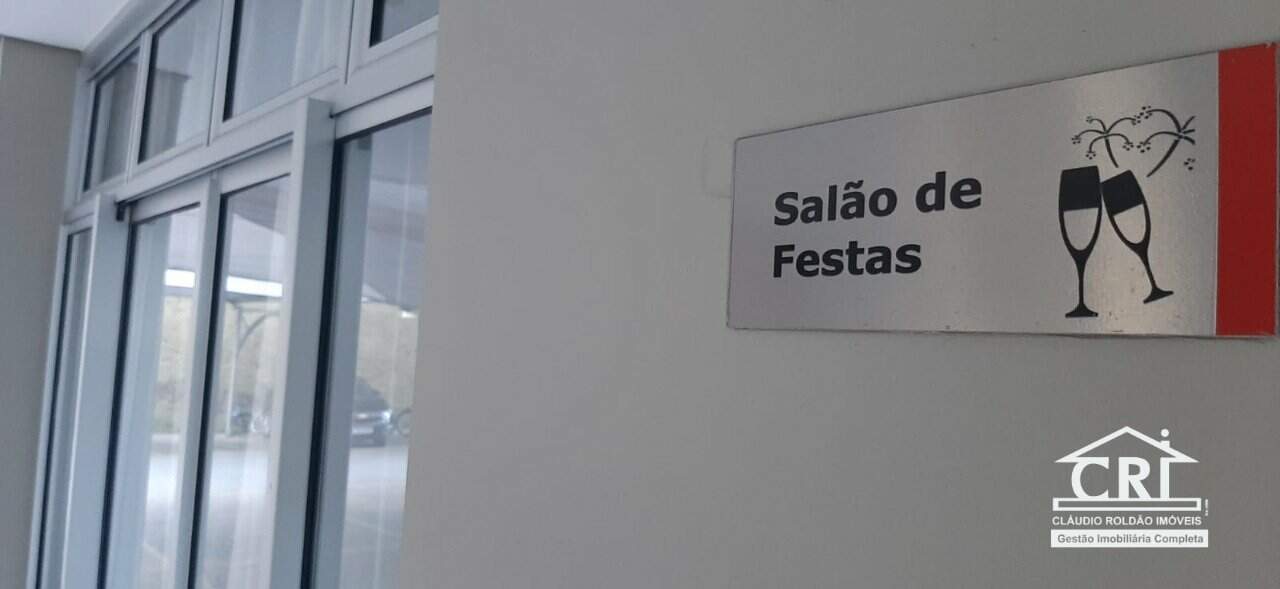 Salão de
Festas
CRI
CLÁUDIO ROLDÃO IMÓVEIS
Gestão Imobiliária Completa